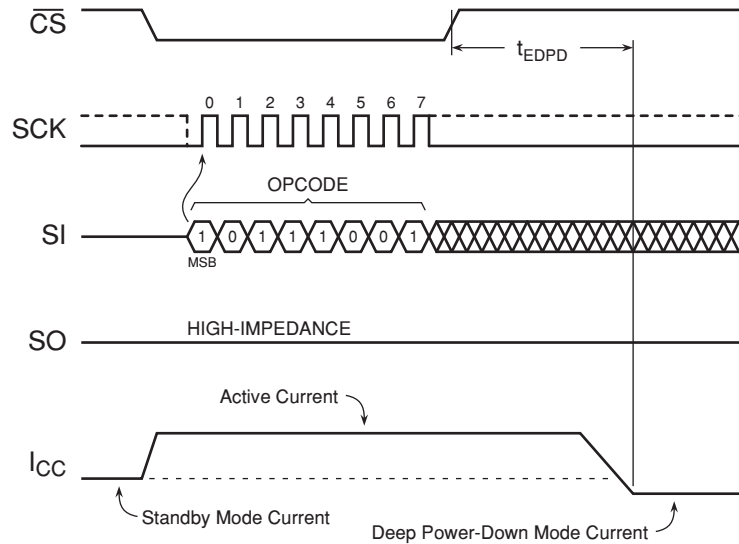 CS
tEDPD
0 1 2 3 4 5 6 7
SCK
OPCODE
SI
1 0 1 1 1 0 0 1
MSB
HIGH-IMPEDANCE
SO
Active Current
ICC
Standby Mode Current
Deep Power-Down Mode Current